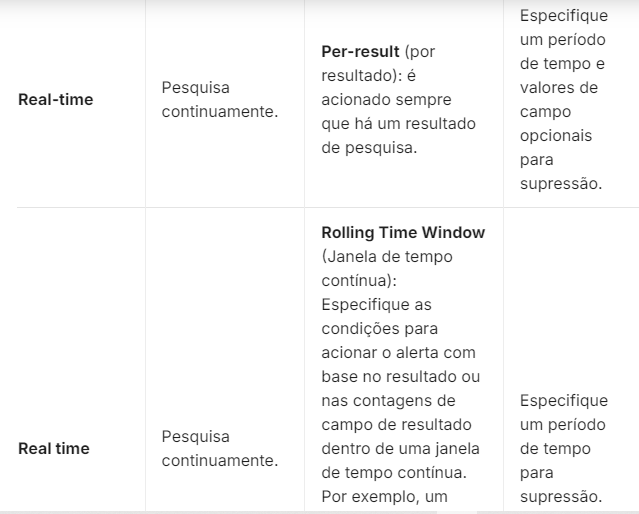 Real-time
Pesquisa
continuamente.
Per-result (por
resultado): é
acionado sempre
que há um resultado
de pesquisa.
Especifique
um período
de tempo e
valores de
campo
opcionais
para
supressão.
Real time
Pesquisa
continuamente.
Rolling Time Window
(Janela de tempo
contínua):
Especifique as
condições para
acionar o alerta com
base no resultado ou
nas contagens de
campo de resultado
dentro de uma janela
de tempo contínua.
Por exemplo, um
Especifique
um período
de tempo
para
supressão.